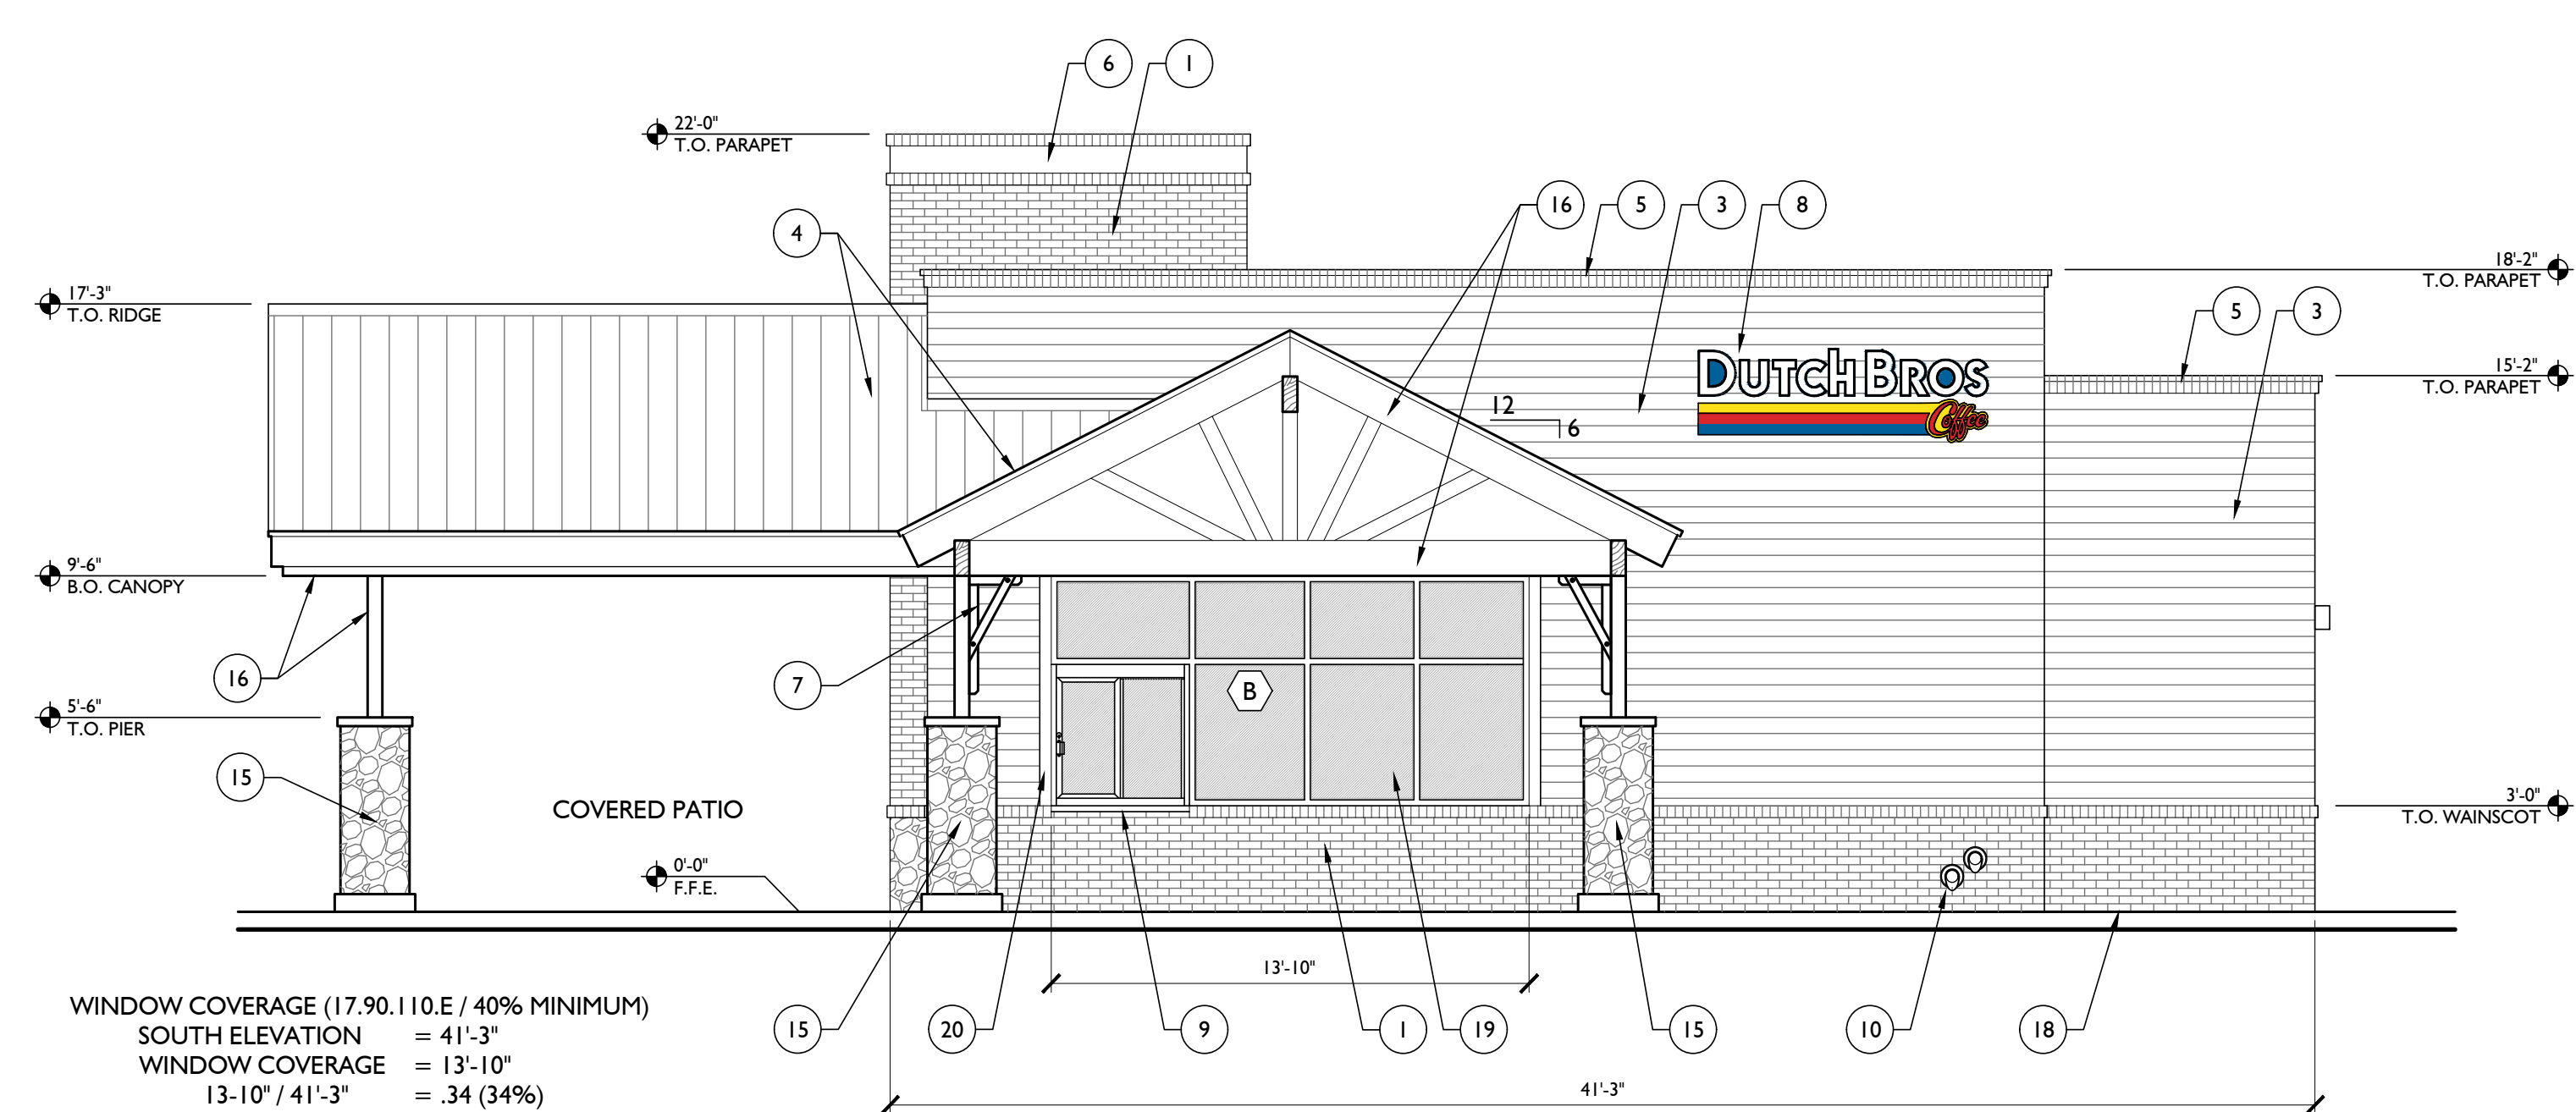 6
1
22'-0"
T.O. PARAPET
4
16
5
3
8
18'-2"
T.O. PARAPET
17'-3"
T.O. RIDGE
5
3
DUTCH BROS
Coffee
15'-2"
T.O. PARAPET
12
6
9'-6"
B.O. CANOPY
16
7
B
5'-6"
T.O. PIER
15
COVERED PATIO
3'-0"
T.O. WAINSCOT
0'-0"
F.F.E.
13'-10"
15
20
9
1
19
15
10
18
WINDOW COVERAGE (17.90.110.E / 40% MINIMUM)
SOUTH ELEVATION = 41'-3"
WINDOW COVERAGE = 13'-10"
13-10" / 41'-3" = .34 (34%)
41'-3"